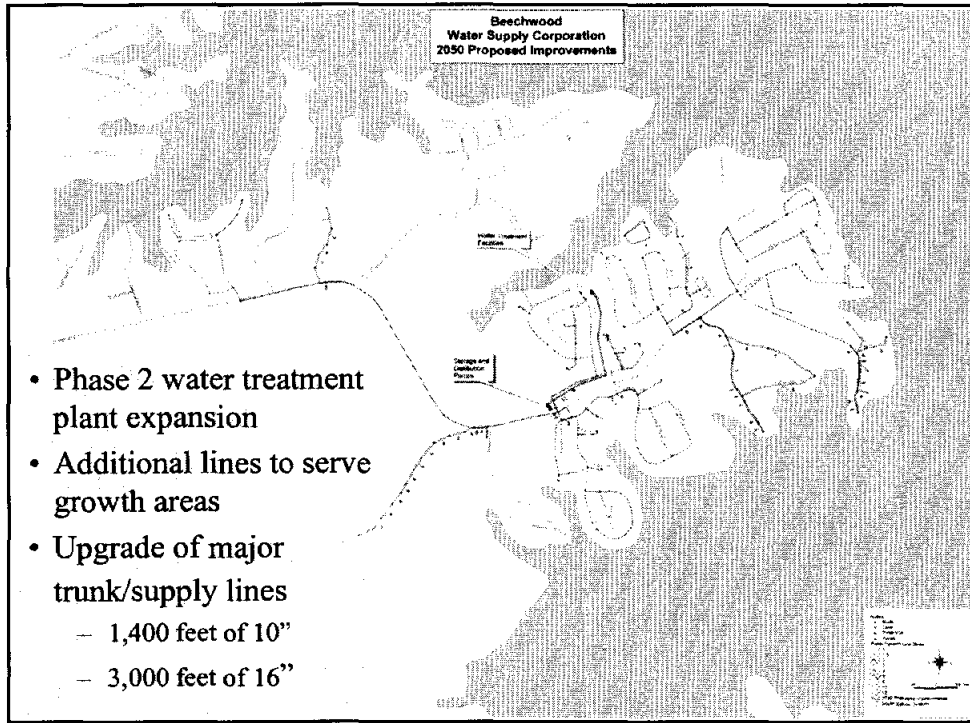 Beechwood
Water Supply Corporation
2050 Proposed Improvements
Water Treatment
Facilities
Storage and
Distribution
• Phase 2 water treatment
plant expansion
• Additional lines to serve
growth areas
• Upgrade of major
trunk/supply lines
– 1,400 feet of 10”
– 3,000 feet of 16”